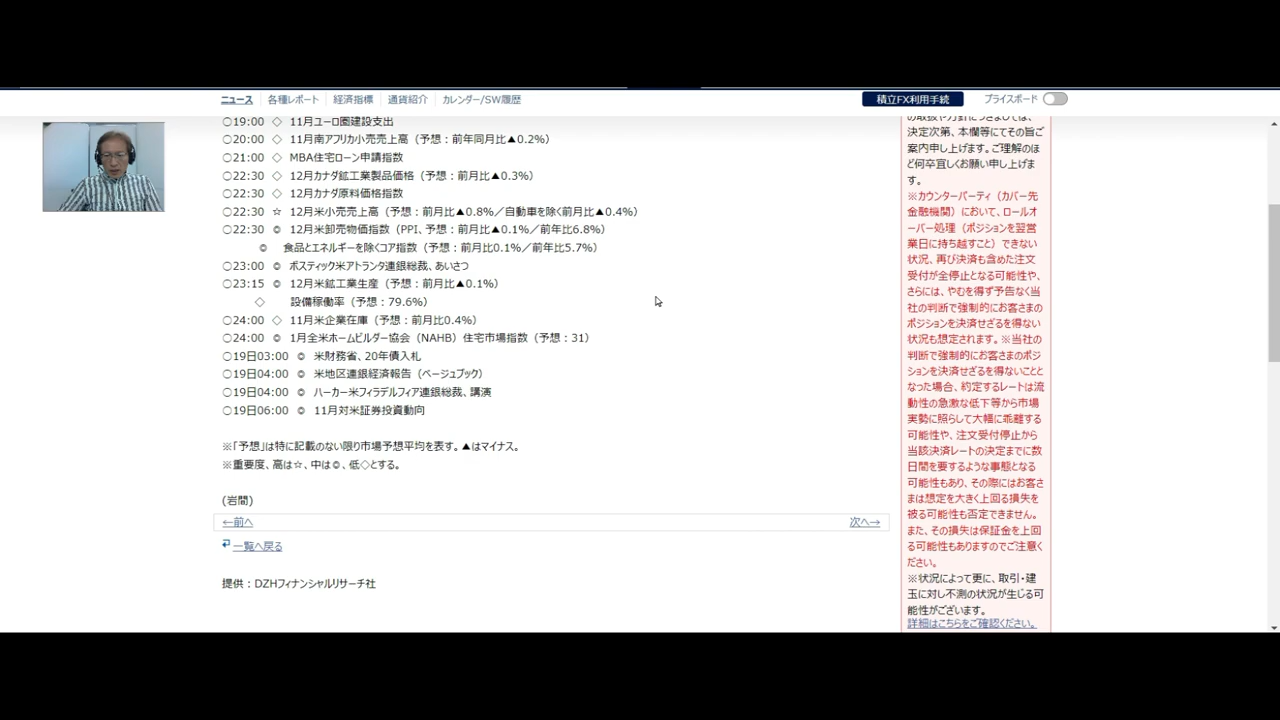 ニュース 各種レポート 経済指標 通貨紹介 カレンダー/SW履歴 積立FX利用手続 プライスボード
○19:00 ◇ 11月ユーロ圏建設支出
○20:00 ◇ 11月南アフリカ小売売上高（予想：前年同月比▲0.2%）
○21:00 ◇ MBA住宅ローン申請指数
○22:30 ◇ 12月カナダ鉱工業製品価格（予想：前月比▲0.3%）
○22:30 ◇ 12月カナダ原料価格指数
○22:30 ☆ 12月米小売売上高（予想：前月比▲0.8%／自動車を除く前月比▲0.4%）
○22:30 ◎ 12月米卸売物価指数（PPI、予想：前月比▲0.1%／前年比6.8%）
◎ 食品とエネルギーを除くコア指数（予想：前月比0.1%／前年比5.7%）
○23:00 ◎ ボスティック米アトランタ連銀総裁、あいさつ
○23:15 ◎ 12月米鉱工業生産（予想：前月比▲0.1%）
◇ 設備稼働率（予想：79.6%）
○24:00 ◇ 11月米企業在庫（予想：前月比0.4%）
○24:00 ◎ 1月全米ホームビルダー協会（NAHB）住宅市場指数（予想：31）
○19日03:00 ◎ 米財務省、20年債入札
○19日04:00 ◎ 米地区連銀経済報告（ベージュブック）
○19日04:00 ◎ ハーカー米フィラデルフィア連銀総裁、講演
○19日06:00 ◎ 11月対米証券投資動向
※「予想」は特に記載のない限り市場予想平均を表す。▲はマイナス。
※重要度、高は☆、中は◎、低◇とする。
(岩間)
←前へ 次へ→
一覧へ戻る
提供：DZHフィナンシャルリサーチ社
の取扱や方針につきましては、
決定次第、本欄等にてその旨ご
案内申し上げます。ご理解のほ
ど何卒宜しくお願い申し上げま
す。
※カウンターパーティ（カバー先
金融機関）において、ロールオ
ーバー処理（ポジションを翌営
業日に持ち越すこと）できない
状況、再び決済も含めた注文
受付が全停止となる可能性や、
さらには、やむを得ず予告なく当
社の判断で強制的にお客さまの
ポジションを決済せざるを得ない
状況も想定されます。※当社の
判断で強制的にお客さまのポジ
ションを決済せざるを得ないことと
なった場合、約定するレートは流
動性の急激な低下等から市場
実勢に照らして大幅に乖離する
可能性や、注文受付停止から
当該決済レートの決定までに数
日間を要するような事態となる
可能性もあり、その際にはお客さ
まは想定を大きく上回る損失を
被る可能性も否定できません。
また、その損失は保証金を上回
る可能性もありますのでご注意く
ださい。
※状況によって更に、取引・建
玉に対し不測の状況が生じる可
能性がございます。
詳細はこちらをご確認ください。